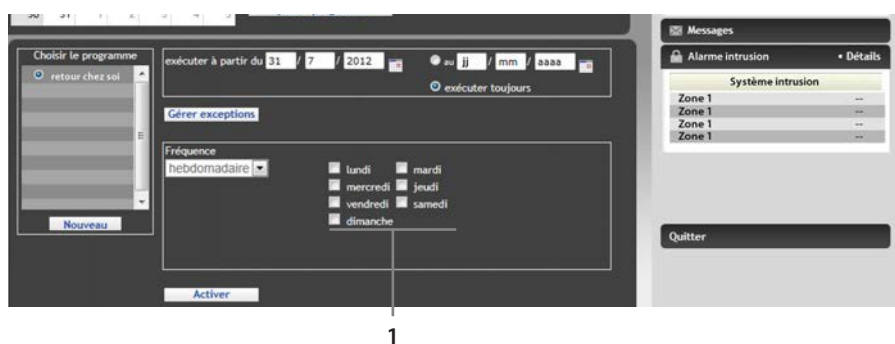 30 31 1 2 3 4 5
Choisir le programme
retour chez soi
Nouveau
exécuter à partir du 31 / 7 / 2012
au jj / mm / aaaa
exécuter toujours
Gérer exceptions
Fréquence
hebdomadaire
lundi mardi
mercredi jeudi
vendredi samedi
dimanche
Activer
Messages
Alarme intrusion • Détails
Système intrusion
Zone 1 --
Zone 1 --
Zone 1 --
Zone 1 --
Quitter
1